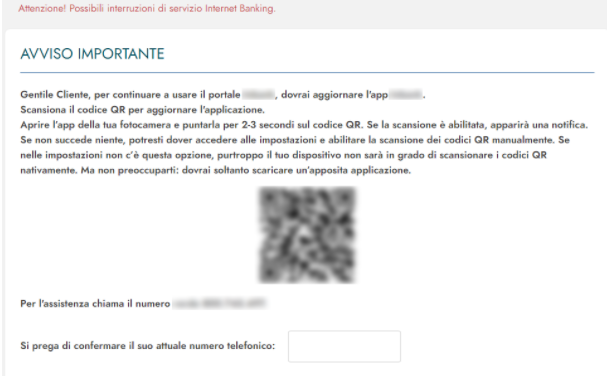 Attenzione! Possibili interruzioni di servizio Internet Banking.
AVVISO IMPORTANTE
Gentile Cliente, per continuare a usare il portale , dovrai aggiornare l'app .
Scansiona il codice QR per aggiornare l'applicazione.
Aprire l'app della tua fotocamera e puntarla per 2-3 secondi sul codice QR. Se la scansione è abilitata, apparirà una notifica.
Se non succede niente, potresti dover accedere alle impostazioni e abilitare la scansione dei codici QR manualmente. Se
nelle impostazioni non c'è questa opzione, purtroppo il tuo dispositivo non sarà in grado di scansionare i codici QR
nativamente. Ma non preoccuparti: dovrai soltanto scaricare un'apposita applicazione.
Per l'assistenza chiama il numero
Si prega di confermare il suo attuale numero telefonico: